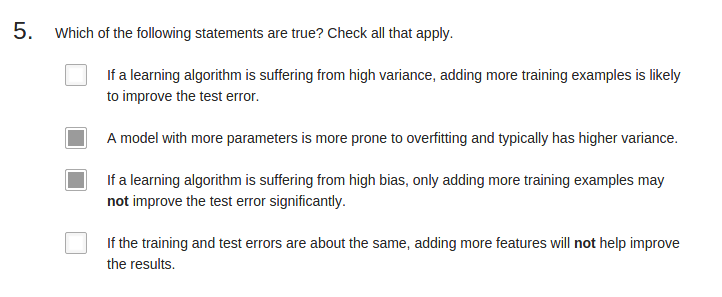 5. Which of the following statements are true? Check all that apply.
If a learning algorithm is suffering from high variance, adding more training examples is likely
to improve the test error.
A model with more parameters is more prone to overfitting and typically has higher variance.
If a learning algorithm is suffering from high bias, only adding more training examples may
not improve the test error significantly.
If the training and test errors are about the same, adding more features will not help improve
the results.